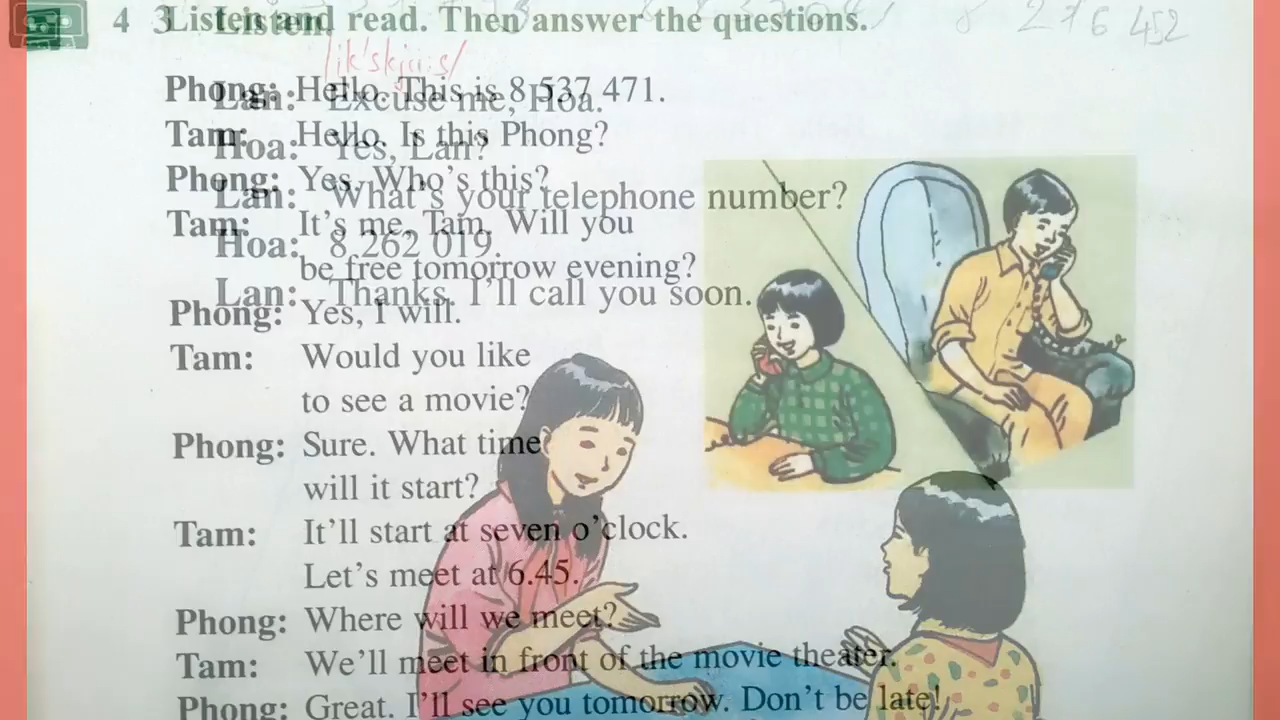 4 Listen and read. Then answer the questions.
Phong: Hello. This is 8 537 471.
Tam: Hello. Is this Phong?
Phong: Yes. Who's this?
Tam: It's me, Tam. Will you
be free tomorrow evening?
Phong: Yes, I will.
Tam: Would you like
to see a movie?
Phong: Sure. What time
will it start?
Tam: It'll start at seven o'clock.
Let's meet at 6.45.
Phong: Where will we meet?
Tam: We'll meet in front of the movie theater.
Phong: Great. I'll see you tomorrow. Don't be late!
3 Listen.
8 276 452
Lan: Excuse me, Hoa.
Hoa: Yes, Lan?
Lan: What's your telephone number?
Hoa: 8 262 019.
Lan: Thanks. I'll call you soon.